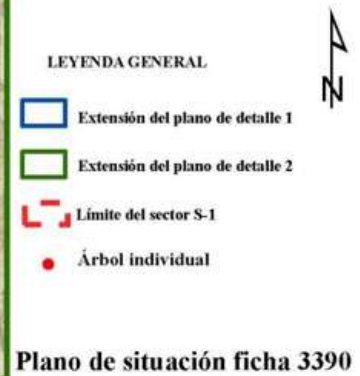 N
LEYENDA GENERAL
Extensión del plano de detalle 1
Extensión del plano de detalle 2
Límite del sector S-1
Árbol individual
Plano de situación ficha 3390